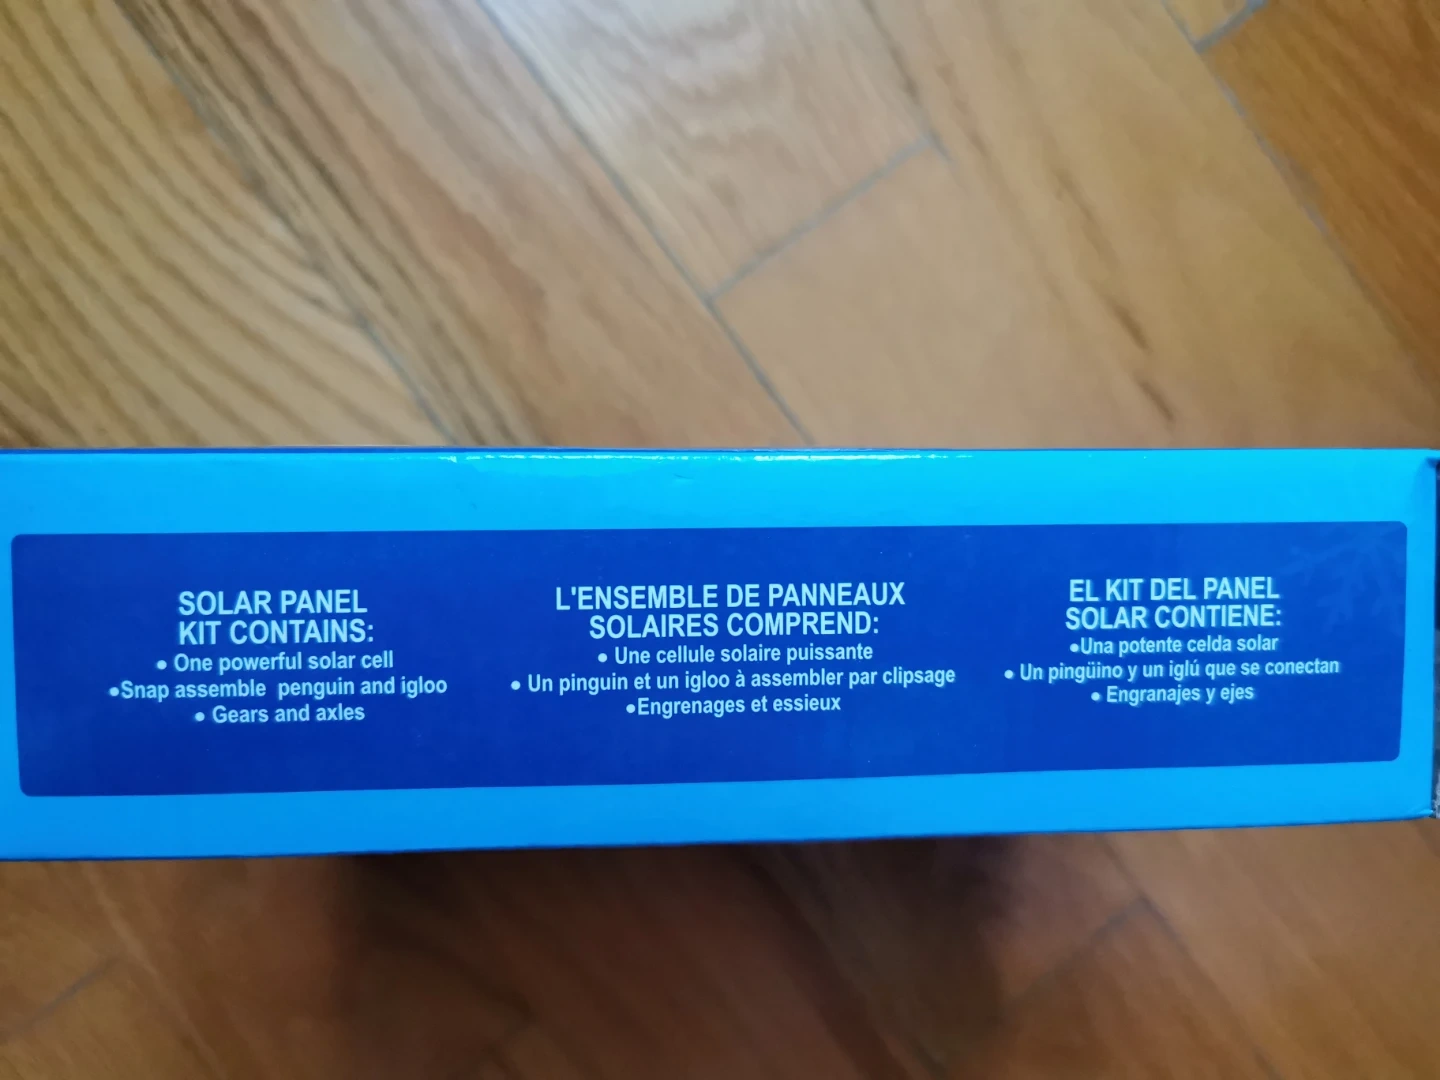 SOLAR PANEL
KIT CONTAINS:
● One powerful solar cell
●Snap assemble penguin and igloo
● Gears and axles
L'ENSEMBLE DE PANNEAUX
SOLAIRES COMPREND:
● Une cellule solaire puissante
● Un pinguin et un igloo à assembler par clipsage
●Engrenages et essieux
EL KIT DEL PANEL
SOLAR CONTIENE:
●Una potente celda solar
● Un pingüino y un iglú que se conectan
● Engranajes y ejes